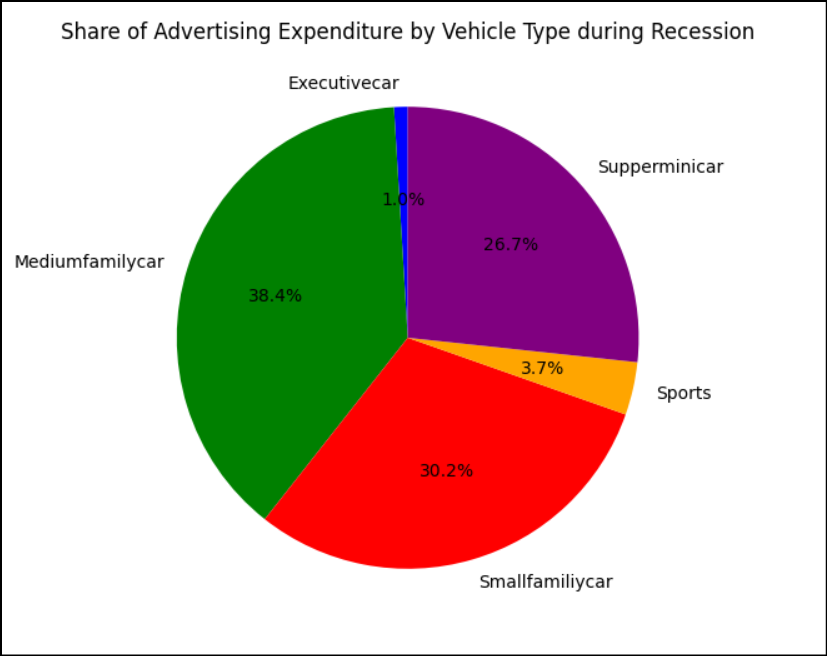 Share of Advertising Expenditure by Vehicle Type during Recession
Executivecar
Supperminicar
1.0%
26.7%
Mediumfamilycar
38.4%
3.7%
Sports
30.2%
Smallfamiliycar